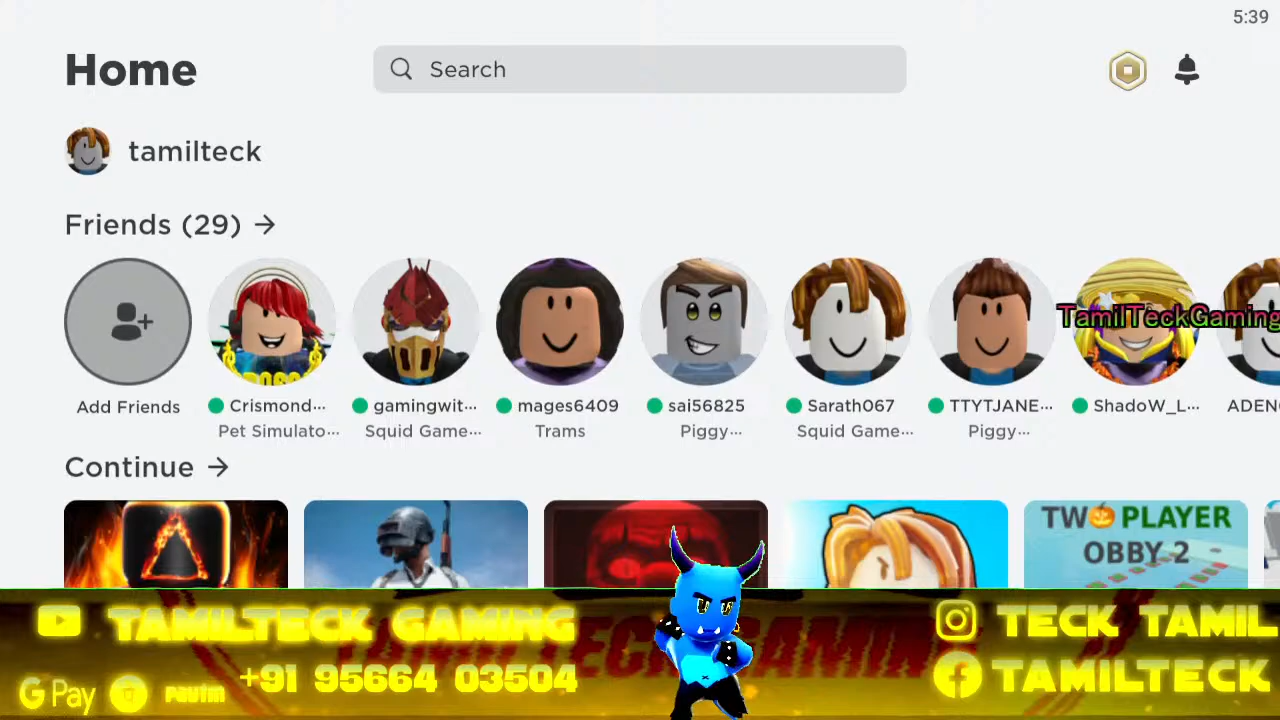 5:39
Home
Search
tamilteck
Friends (29)
TamilTeckGaming
Add Friends
Crismond...
gamingwit...
mages6409
sai56825
Sarath067
TTYTJANE...
ShadoW_L...
Pet Simulato...
Squid Game...
Trams
Piggy...
Squid Game...
Piggy...
Continue
TWO PLAYER
OBBY 2
TAMILTECK GAMING
TECK TAMIL
TECKGAMING
+91 95664 03504
TAMILTECK
G Pay
Paytm